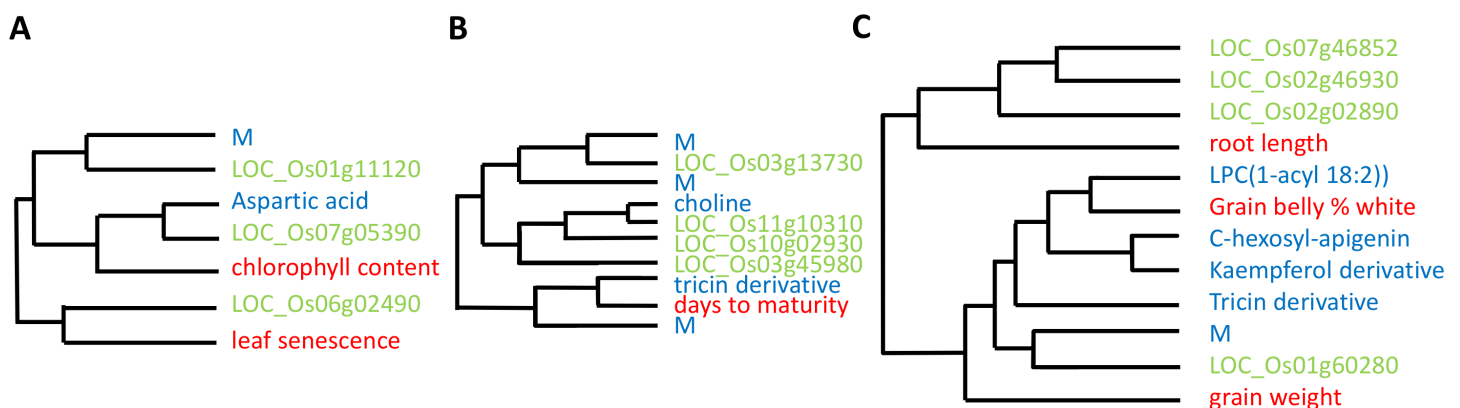 A
M
LOC_Os01g11120
Aspartic acid
LOC_Os07g05390
chlorophyll content
LOC_Os06g02490
leaf senescence
B
M
LOC_Os03g13730
M
choline
LOC_Os11g10310
LOC_Os10g02930
LOC_Os03g45980
tricin derivative
days to maturity
M
C
LOC_Os07g46852
LOC_Os02g46930
LOC_Os02g02890
root length
LPC(1-acyl 18:2))
Grain belly % white
C-hexosyl-apigenin
Kaempferol derivative
Tricin derivative
M
LOC_Os01g60280
grain weight